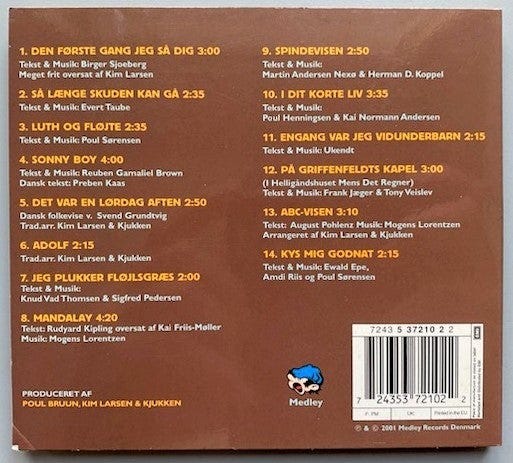 1. DEN FØRSTE GANG JEG SÅ DIG 3:00
Tekst & Musik: Birger Sjoeberg
Meget frit oversat af Kim Larsen
2. SÅ LÆNGE SKUDEN KAN GÅ 2:35
Tekst & Musik: Evert Taube
3. LUTH OG FLØJTE 2:35
Tekst & Musik: Poul Sørensen
4. SONNY BOY 4:00
Tekst & Musik: Reuben Gamaliel Brown
Dansk tekst: Preben Kaas
5. DET VAR EN LØRDAG AFTEN 2:50
Dansk folkevise v. Svend Grundtvig
Trad.arr. Kim Larsen & Kjukken
6. ADOLF 2:15
Trad.arr. Kim Larsen & Kjukken
7. JEG PLUKKER FLØJLSGRÆS 2:00
Tekst & Musik:
Knud Vad Thomsen & Sigfred Pedersen
8. MANDALAY 4:20
Tekst: Rudyard Kipling oversat af Kai Friis-Møller
Musik: Mogens Lorentzen
PRODUCERET AF
POUL BRUUN, KIM LARSEN & KJUKKEN
9. SPINDEVISEN 2:50
Tekst & Musik:
Martin Andersen Nexø & Herman D. Koppel
10. I DIT KORTE LIV 3:35
Tekst & Musik:
Poul Henningsen & Kai Normann Andersen
11. ENGANG VAR JEG VIDUNDERBARN 2:15
Tekst & Musik: Ukendt
12. PÅ GRIFFENFELDTS KAPEL 3:00
(I Helligåndshuset Mens Det Regner)
Tekst & Musik: Frank Jæger & Tony Vejslev
13. ABC-VISEN 3:10
Tekst: August Pohlenz Musik: Mogens Lorentzen
Arrangeret af Kim Larsen & Kjukken
14. KYS MIG GODNAT 2:15
Tekst & Musik: Ewald Epe,
Amdi Riis og Poul Sørensen
Medley
7243 5 37210 2 2
7 24353 72102 2
F: PM
UK
Printed in the EU
EMI
℗ & © 2001 Medley Records Denmark